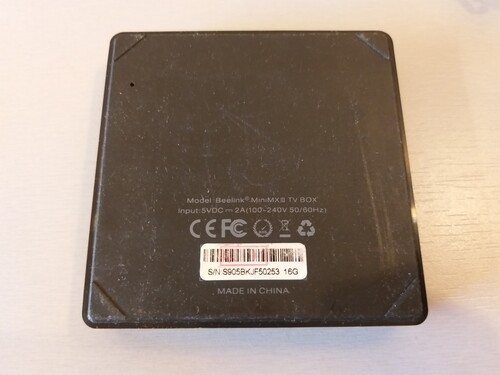 Model: Beelink® MiniMXIII TV BOX
Input:5VDC⎓2A(100~240V 50/60Hz)
CE FC
S/N:S905BKJF50253 16G
MADE IN CHINA